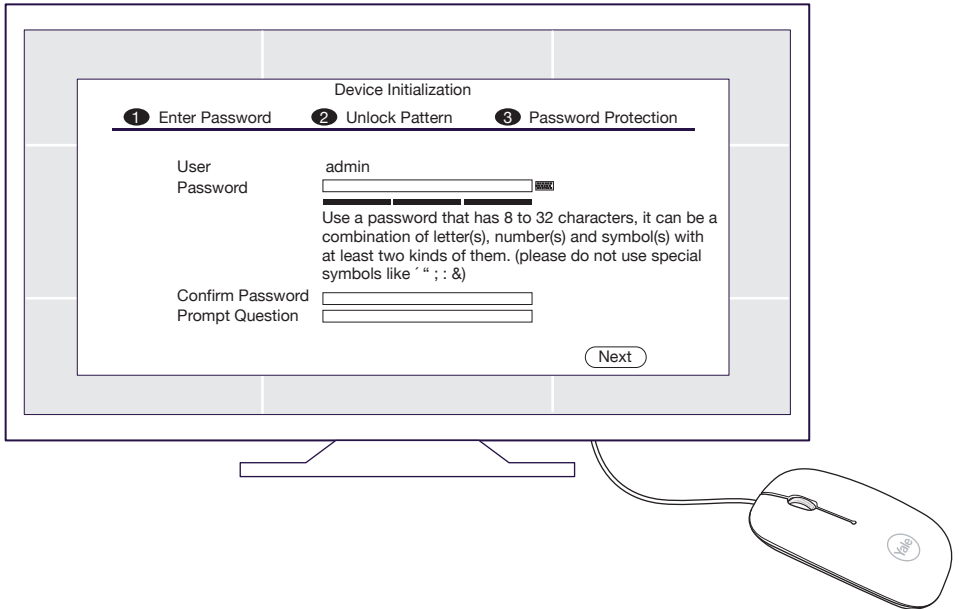 Device Initialization
1 Enter Password 2 Unlock Pattern 3 Password Protection
User admin
Password
Use a password that has 8 to 32 characters, it can be a
combination of letter(s), number(s) and symbol(s) with
at least two kinds of them. (please do not use special
symbols like ´ “ ; : &)
Confirm Password
Prompt Question
Next
Yale